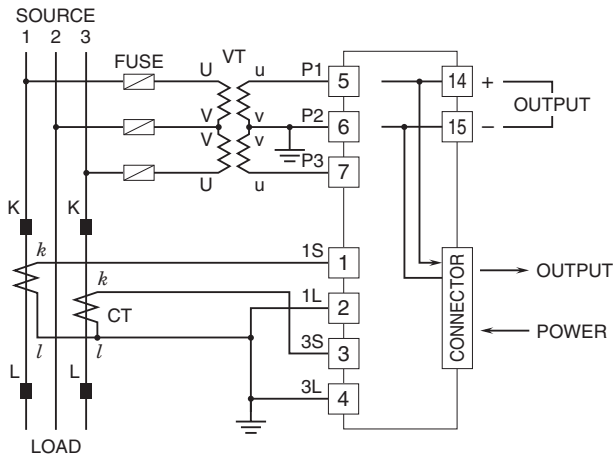 SOURCE
1 2 3
FUSE
VT
U u P1 5
14 +
OUTPUT
V v P2 6
15 −
V v
P3 7
U u
K K
k
1S 1
k
1L 2
CT
3S 3
l l
L L
3L 4
CONNECTOR
OUTPUT
POWER
LOAD